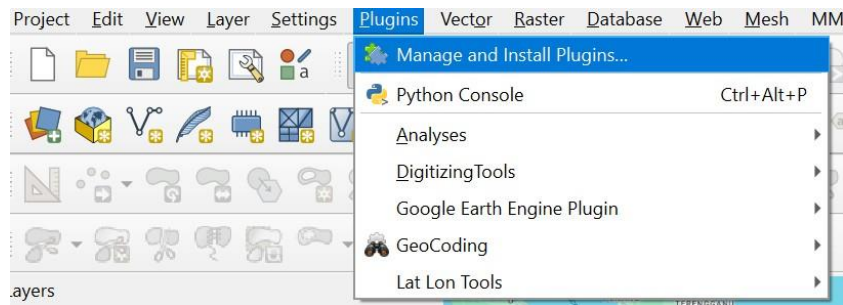 Project Edit View Layer Settings Plugins Vector Raster Database Web Mesh MM
Manage and Install Plugins...
a
Python Console Ctrl+Alt+P
Analyses
DigitizingTools
Google Earth Engine Plugin
GeoCoding
Lat Lon Tools
ayers
TERENGGANU